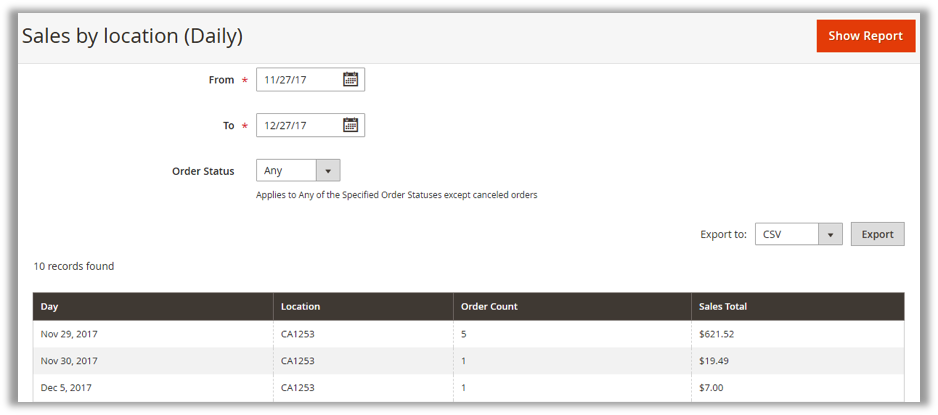 Sales by location (Daily)
Show Report
From *
11/27/17
To *
12/27/17
Order Status
Any
Applies to Any of the Specified Order Statuses except canceled orders
Export to:
CSV
Export
10 records found
Day Location Order Count Sales Total
Nov 29, 2017 CA1253 5 $621.52
Nov 30, 2017 CA1253 1 $19.49
Dec 5, 2017 CA1253 1 $7.00